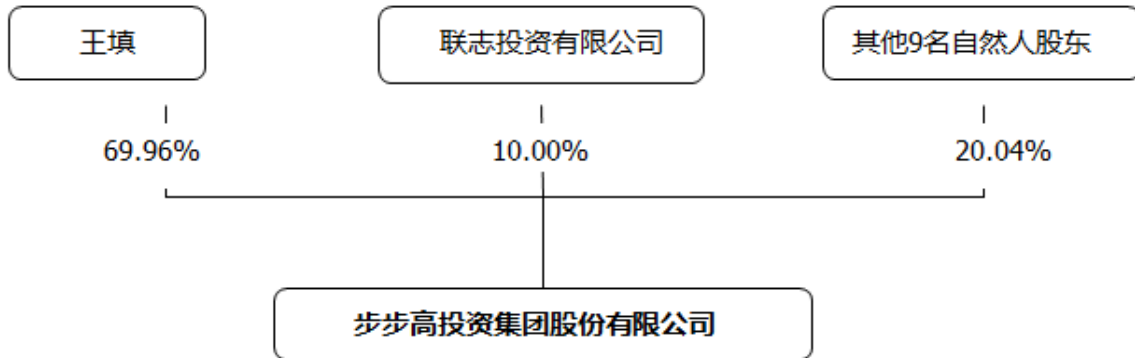 王填
联志投资有限公司
其他9名自然人股东
69.96%
10.00%
20.04%
步步高投资集团股份有限公司